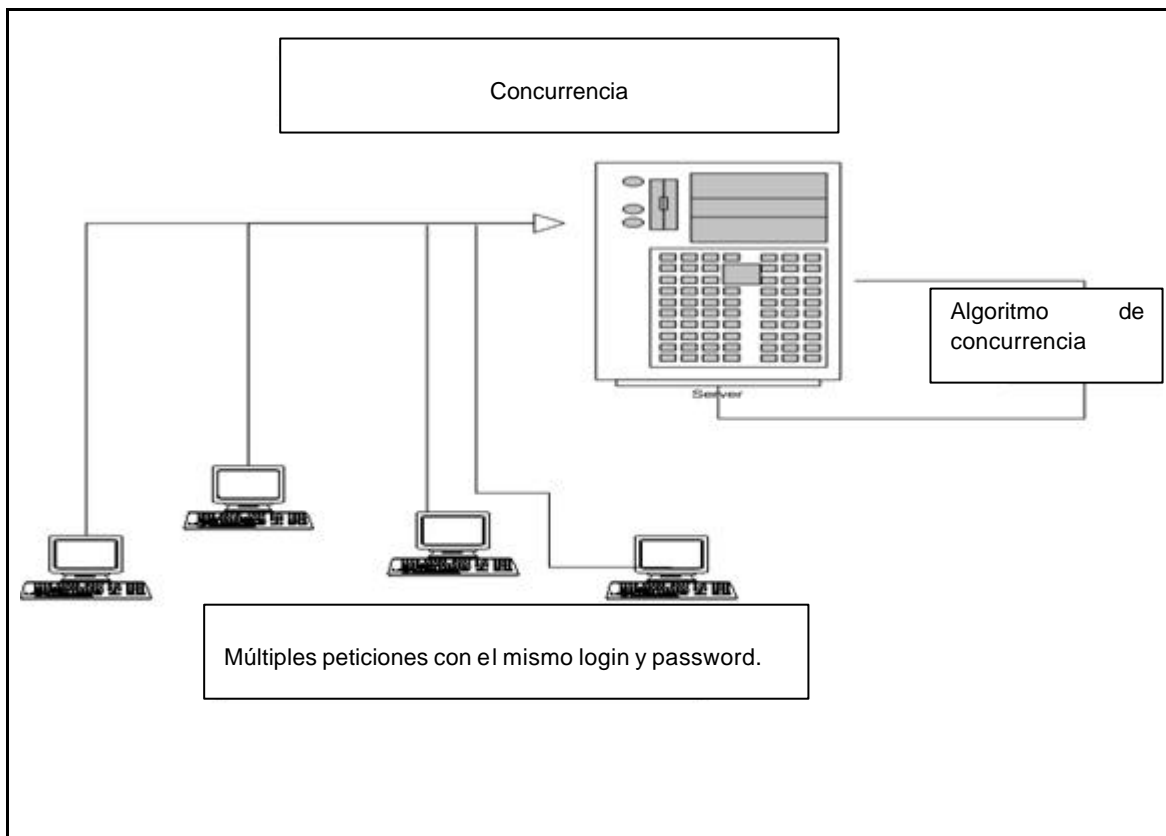 Concurrencia
Server
Algoritmo de
concurrencia
Múltiples peticiones con el mismo login y password.